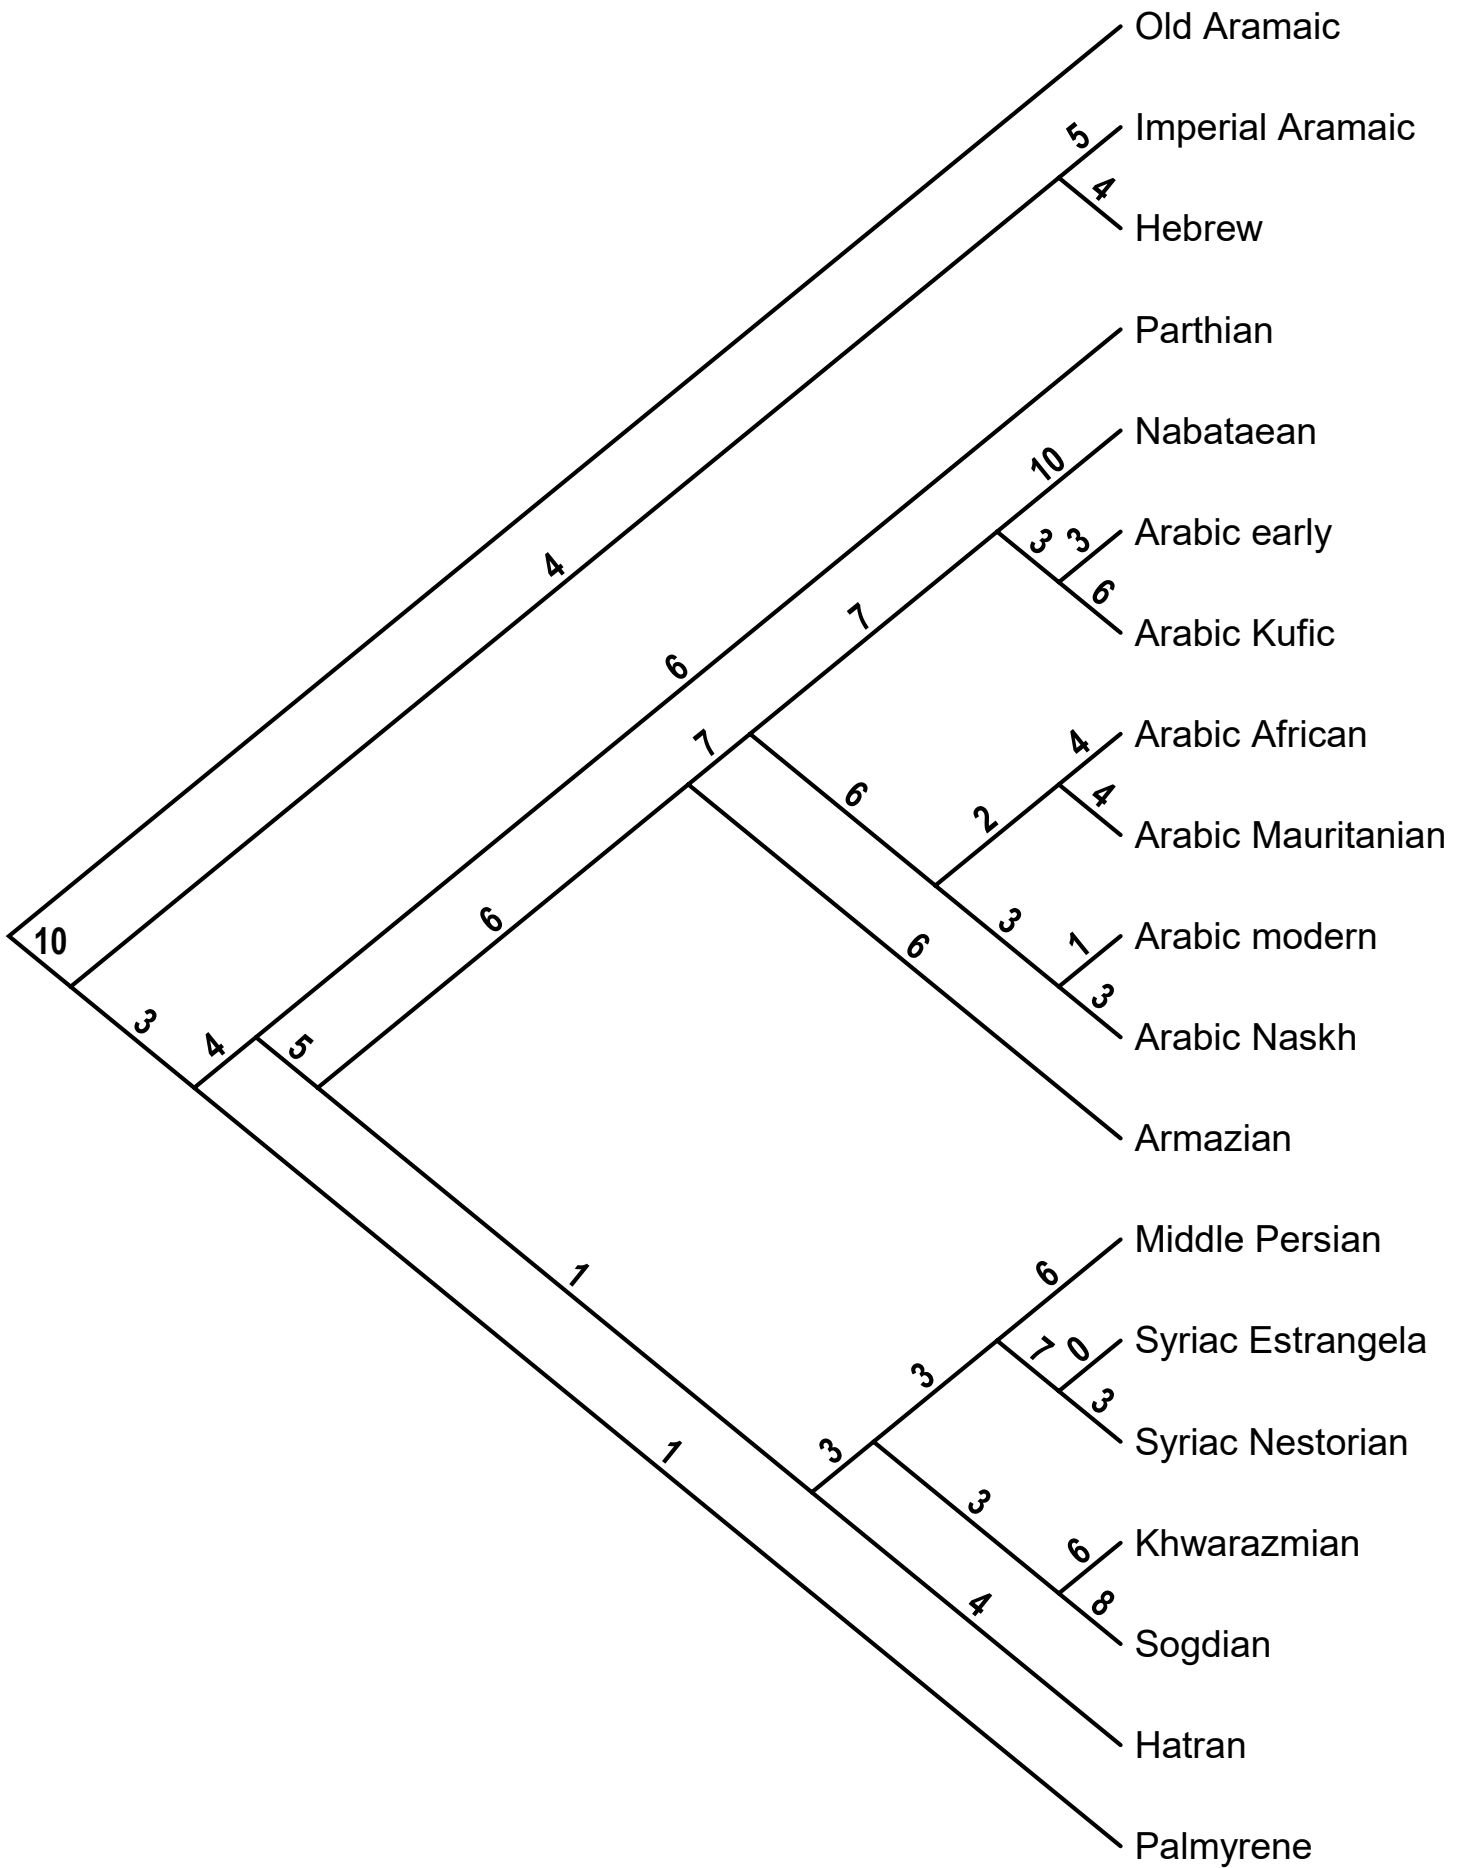 Old Aramaic
5
Imperial Aramaic
4
Hebrew
Parthian
Nabataean
10
3
3
Arabic early
4
6
Arabic Kufic
7
6
4
Arabic African
7
6
4
2
Arabic Mauritanian
6
3
1
Arabic modern
10
6
3
3
4
5
Arabic Naskh
Armazian
Middle Persian
1
6
7
0
Syriac Estrangela
3
3
Syriac Nestorian
1
3
3
6
Khwarazmian
4
8
Sogdian
Hatran
Palmyrene